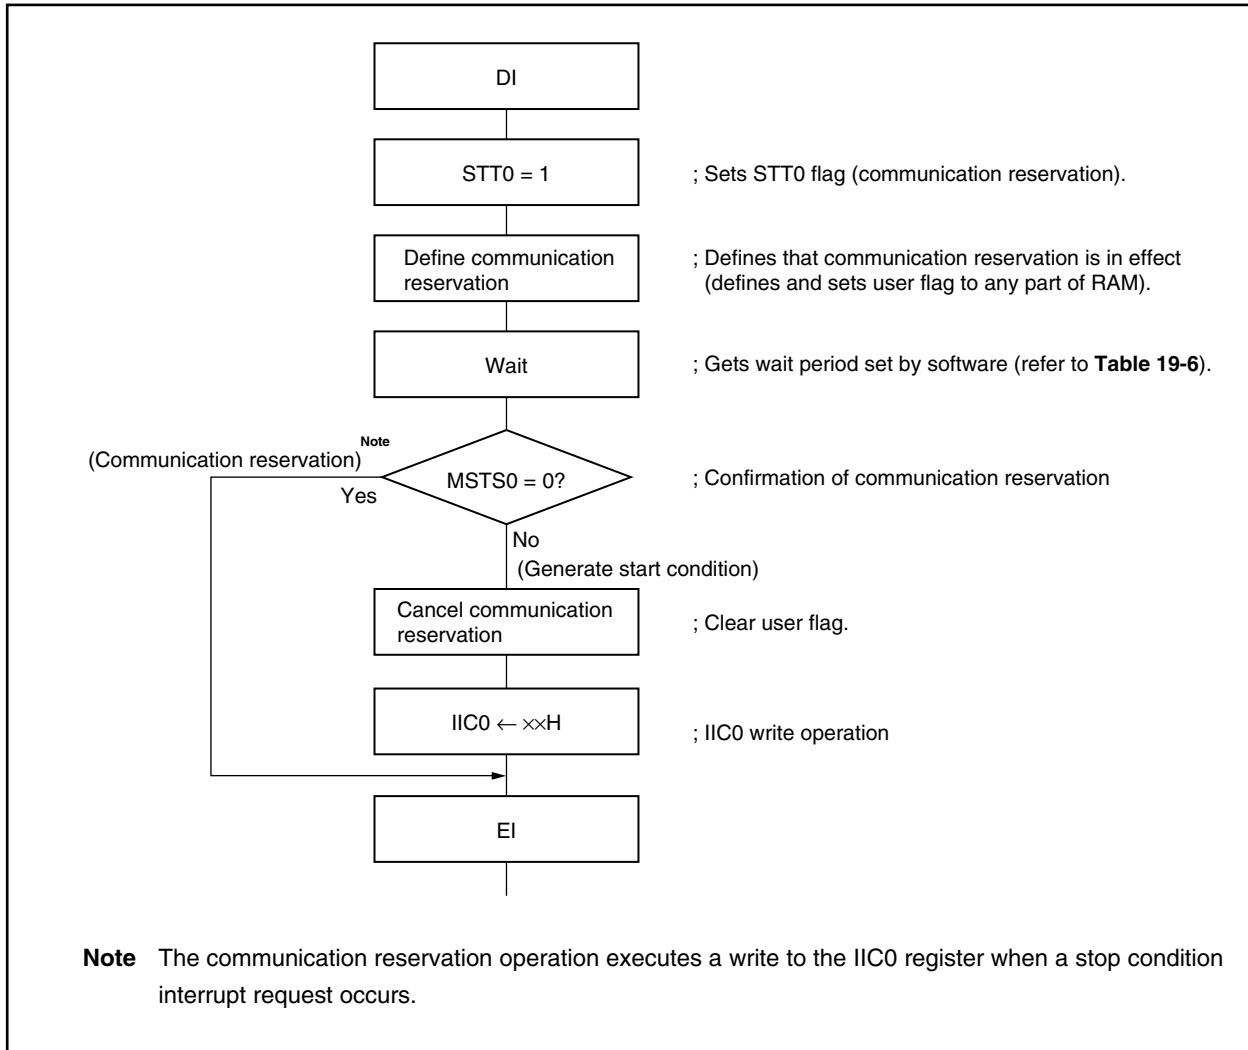 DI
STT0 = 1
; Sets STT0 flag (communication reservation).
Define communication
reservation
; Defines that communication reservation is in effect
(defines and sets user flag to any part of RAM).
Wait
; Gets wait period set by software (refer to Table 19-6).
(Communication reservation)Note
MSTS0 = 0?
; Confirmation of communication reservation
Yes
No
(Generate start condition)
Cancel communication
reservation
; Clear user flag.
IIC0 ← ××H
; IIC0 write operation
EI
Note The communication reservation operation executes a write to the IIC0 register when a stop condition
interrupt request occurs.